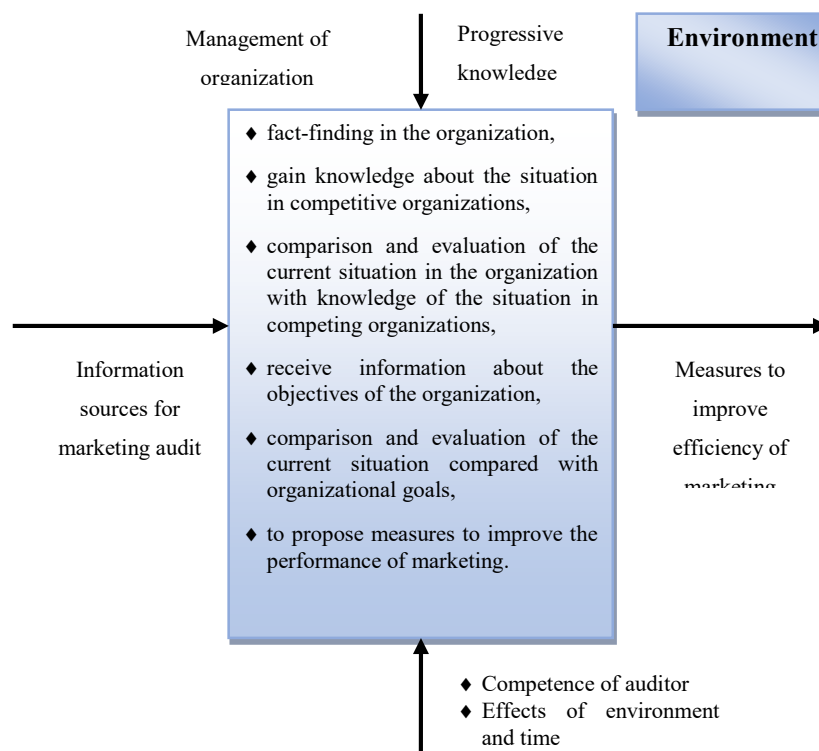 Management of
organization
Progressive
knowledge
Environment
♦ fact-finding in the organization,
♦ gain knowledge about the situation
in competitive organizations,
♦ comparison and evaluation of the
current situation in the organization
with knowledge of the situation in
competing organizations,
♦ receive information about the
objectives of the organization,
♦ comparison and evaluation of the
current situation compared with
organizational goals,
♦ to propose measures to improve the
performance of marketing.
Information
sources for
marketing audit
Measures to
improve
efficiency of
marketing
♦ Competence of auditor
♦ Effects of environment
and time